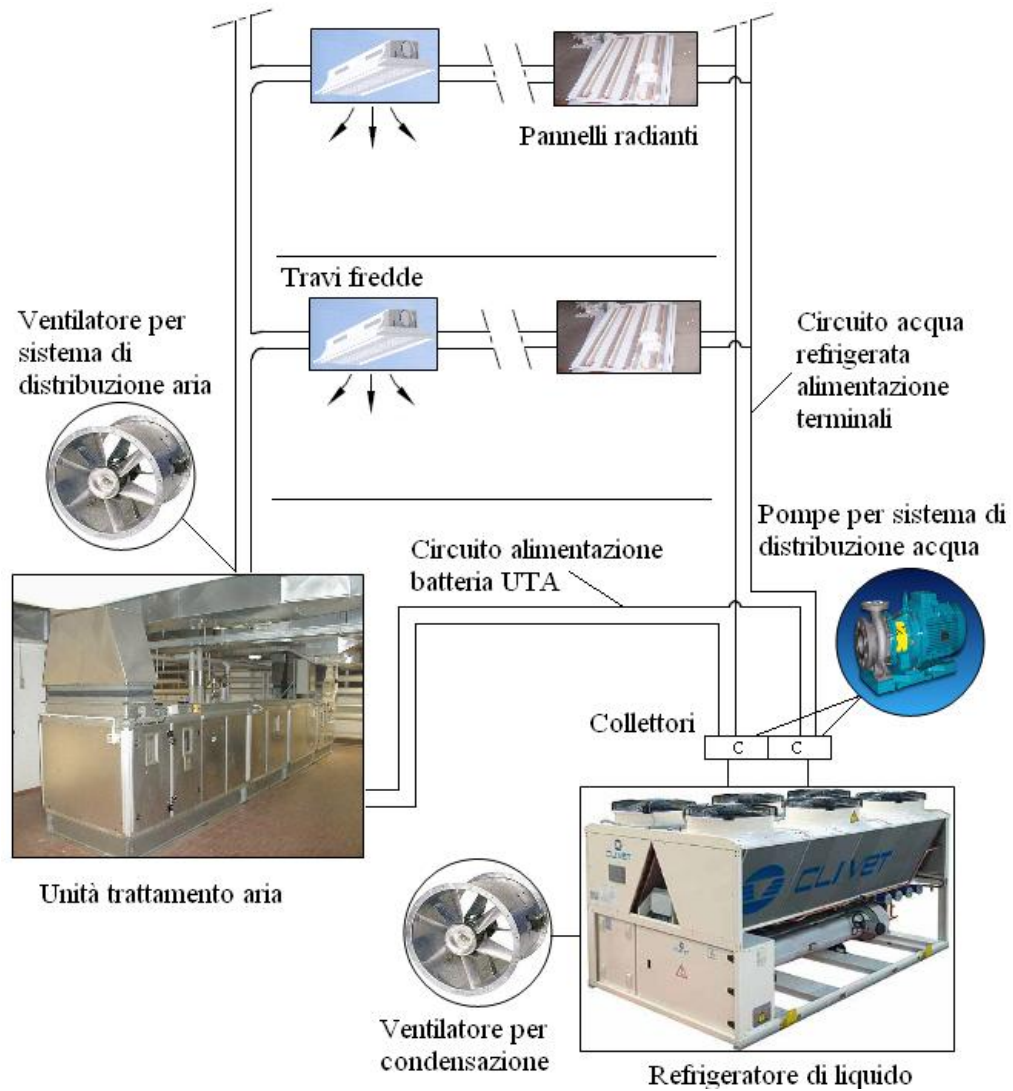 Pannelli radianti
Travi fredde
Ventilatore per
sistema di
distribuzione aria
Circuito acqua
refrigerata
alimentazione
terminali
Pompe per sistema di
distribuzione acqua
Circuito alimentazione
batteria UTA
Collettori
C
C
CLIVET
CLIVET
Unità trattamento aria
Ventilatore per
condensazione
Refrigeratore di liquido